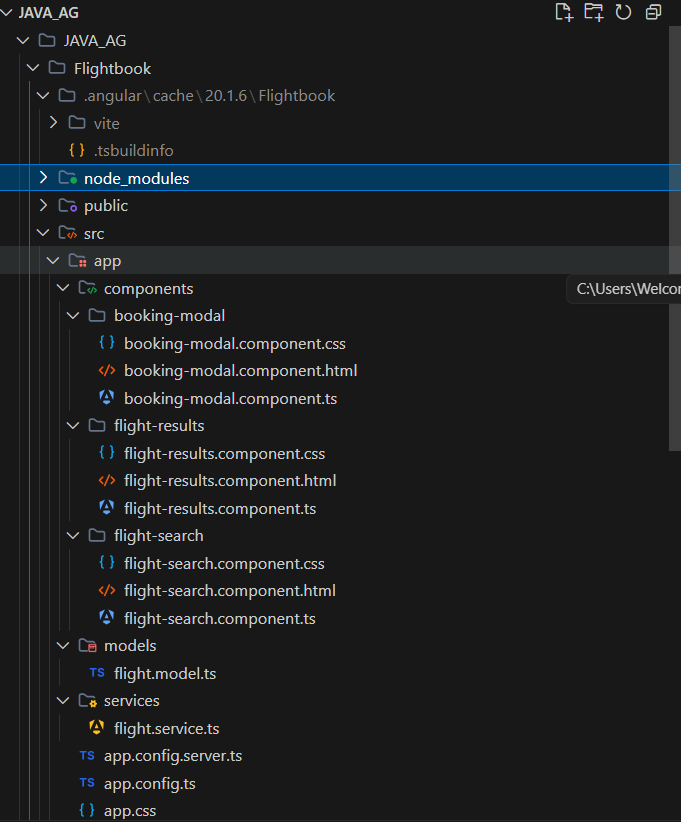 JAVA_AG
JAVA_AG
Flightbook
.angular\cache\20.1.6\Flightbook
vite
{} .tsbuildinfo
node_modules
public
src
app
components
C:\Users\Welcon
booking-modal
{} booking-modal.component.css
</> booking-modal.component.html
booking-modal.component.ts
flight-results
{} flight-results.component.css
</> flight-results.component.html
flight-results.component.ts
flight-search
{} flight-search.component.css
</> flight-search.component.html
flight-search.component.ts
models
TS flight.model.ts
services
flight.service.ts
TS app.config.server.ts
TS app.config.ts
{} app.css